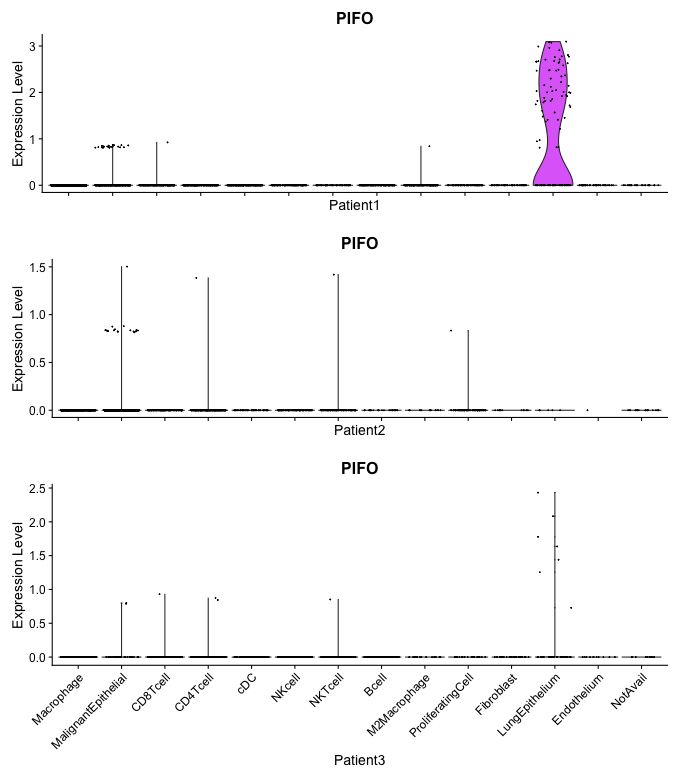 PIFO
Expression Level
3
2
1
0
Patient1
PIFO
Expression Level
1.5
1.0
0.5
0.0
Patient2
PIFO
Expression Level
2.5
2.0
1.5
1.0
0.5
0.0
Macrophage
MalignantEpithelial
CD8Tcell
CD4Tcell
cDC
NKcell
NKTcell
Bcell
M2Macrophage
ProliferatingCell
Fibroblast
LungEpithelium
Endothelium
NotAvail
Patient3